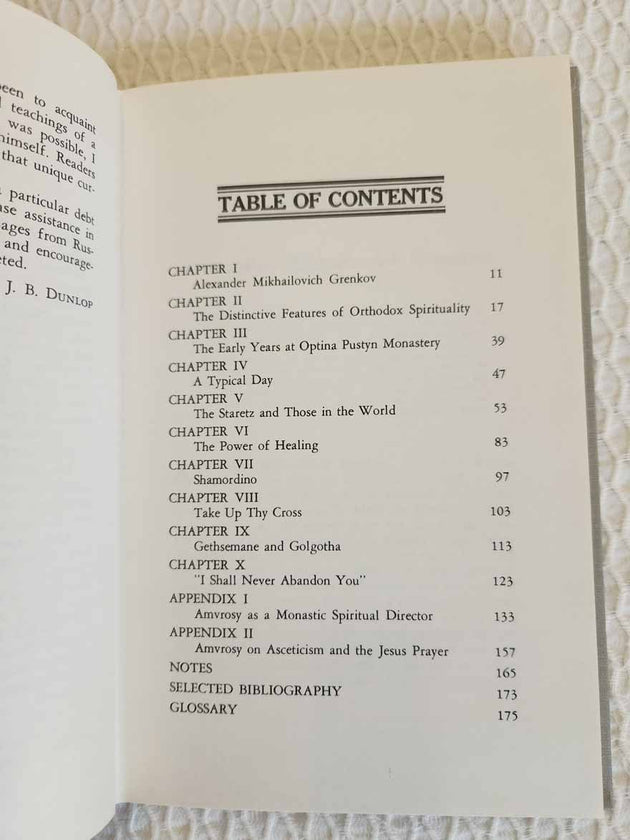 een to acquaint
teachings of a
was possible, I
himself. Readers
that unique cur-
particular debt
ase assistance in
ages from Rus-
and encourage-
ted.
J. B. DUNLOP
TABLE OF CONTENTS
CHAPTER I
Alexander Mikhailovich Grenkov 11
CHAPTER II
The Distinctive Features of Orthodox Spirituality 17
CHAPTER III
The Early Years at Optina Pustyn Monastery 39
CHAPTER IV
A Typical Day 47
CHAPTER V
The Staretz and Those in the World 53
CHAPTER VI
The Power of Healing 83
CHAPTER VII
Shamordino 97
CHAPTER VIII
Take Up Thy Cross 103
CHAPTER IX
Gethsemane and Golgotha 113
CHAPTER X
"I Shall Never Abandon You" 123
APPENDIX I
Amvrosy as a Monastic Spiritual Director 133
APPENDIX II
Amvrosy on Asceticism and the Jesus Prayer 157
NOTES 165
SELECTED BIBLIOGRAPHY 173
GLOSSARY 175